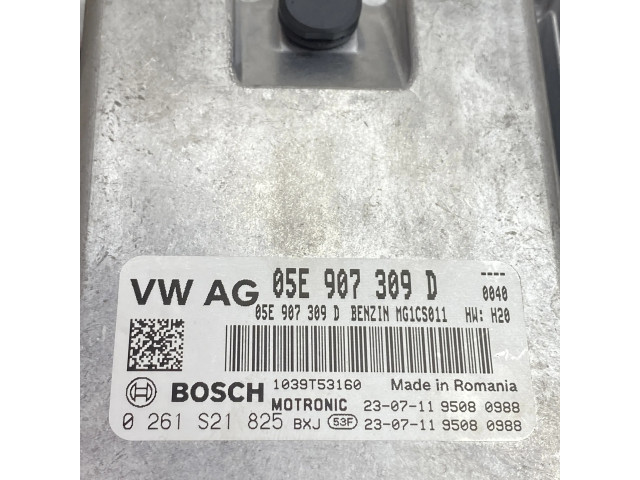 VW AG 05E 907 309 D ----
0040
05E 907 309 D BENZIN MG1CS011 HW: H20
BOSCH 1039T53160 Made in Romania
MOTRONIC 23-07-11 9508 0988
0 261 S21 825 BXJ 53F 23-07-11 9508 0988